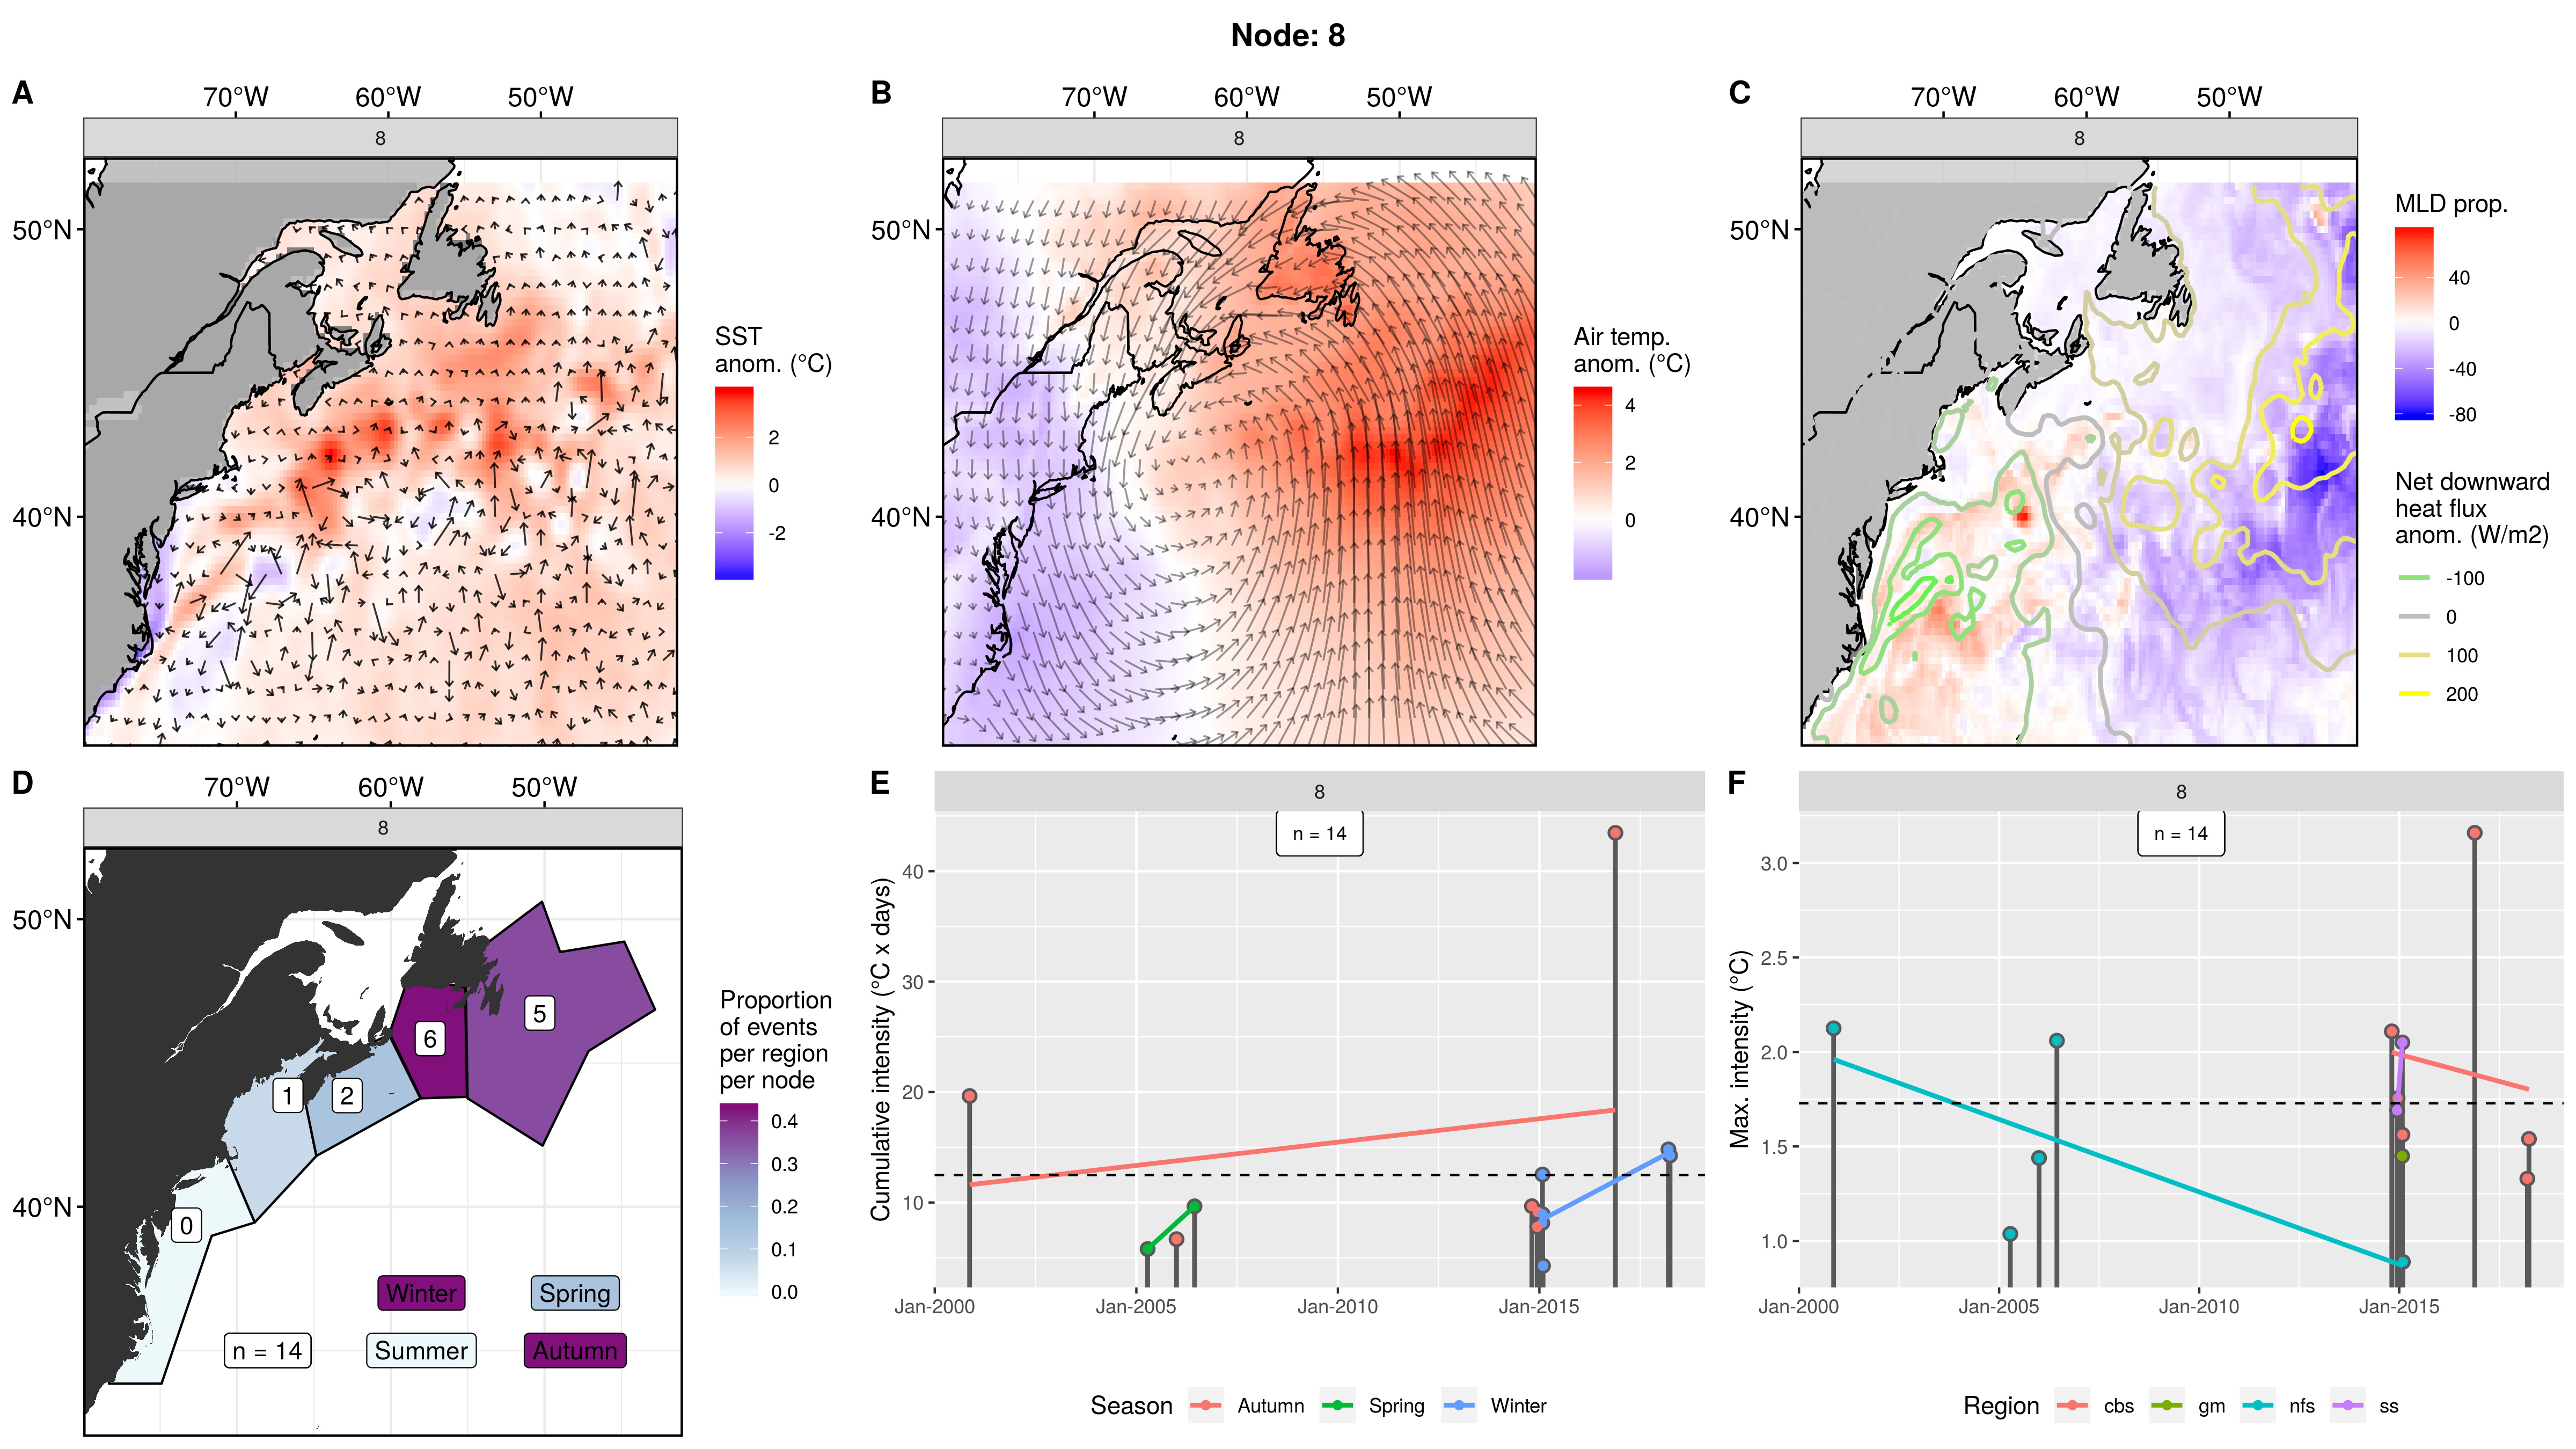 Node: 8
A
70°W 60°W 50°W
8
50°N
40°N
SST
anom. (°C)
2
0
-2
B
70°W 60°W 50°W
8
50°N
40°N
Air temp.
anom. (°C)
4
2
0
C
70°W 60°W 50°W
8
50°N
40°N
MLD prop.
40
0
-40
-80
Net downward
heat flux
anom. (W/m2)
-100
0
100
200
D
70°W 60°W 50°W
8
50°N
40°N
5
6
1
2
0
Winter Spring
n = 14 Summer Autumn
Proportion
of events
per region
per node
0.4
0.3
0.2
0.1
0.0
E
8
n = 14
Cumulative intensity (°C x days)
40
30
20
10
Jan-2000 Jan-2005 Jan-2010 Jan-2015
Season Autumn Spring Winter
F
8
n = 14
Max. intensity (°C)
3.0
2.5
2.0
1.5
1.0
Jan-2000 Jan-2005 Jan-2010 Jan-2015
Region cbs gm nfs ss